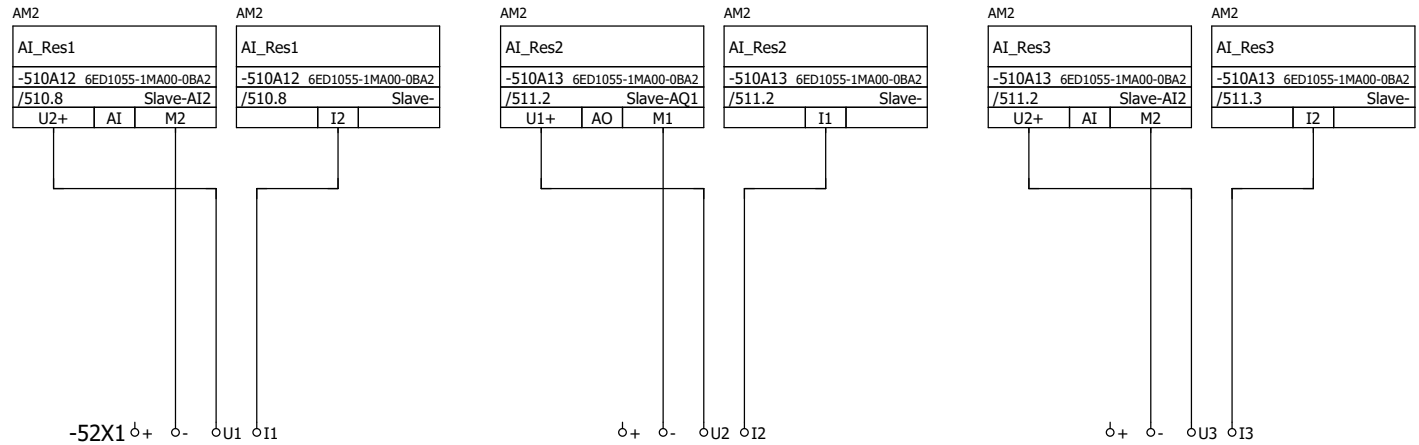 AM2 AM2 AM2 AM2 AM2 AM2
AI_Res1 AI_Res1 AI_Res2 AI_Res2 AI_Res3 AI_Res3
-510A12 6ED1055-1MA00-0BA2 -510A12 6ED1055-1MA00-0BA2 -510A13 6ED1055-1MA00-0BA2 -510A13 6ED1055-1MA00-0BA2 -510A13 6ED1055-1MA00-0BA2 -510A13 6ED1055-1MA00-0BA2
/510.8 Slave-AI2 /510.8 Slave- /511.2 Slave-AQ1 /511.2 Slave- /511.2 Slave-AI2 /511.3 Slave-
U2+ AI M2 I2 U1+ AO M1 I1 U2+ AI M2 I2
-52X1 + - U1 I1 + - U2 I2 + - U3 I3